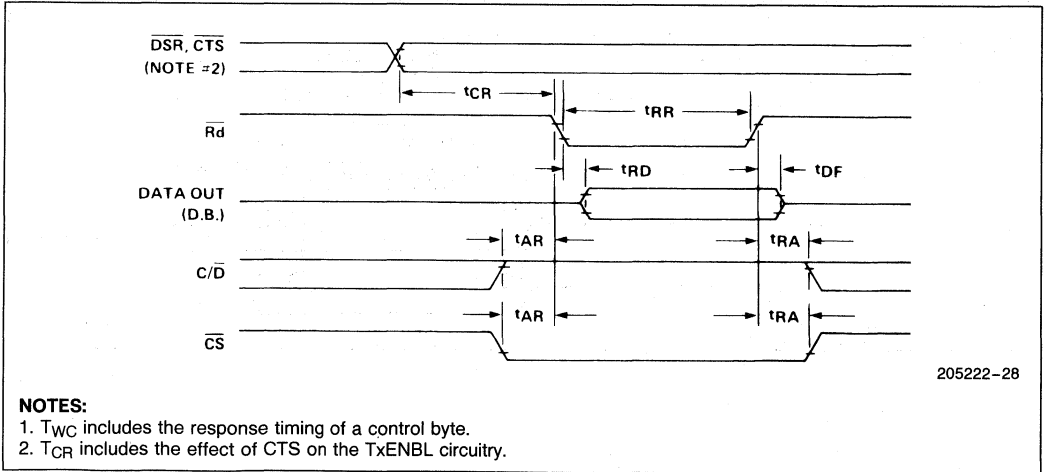 DSR, CTS
(NOTE #2)
tCR
tRR
Rd
tRD
tDF
DATA OUT
(D.B.)
tAR
tRA
C/D
tAR
tRA
CS
205222-28
NOTES:
1. TWC includes the response timing of a control byte.
2. TCR includes the effect of CTS on the TxENBL circuitry.